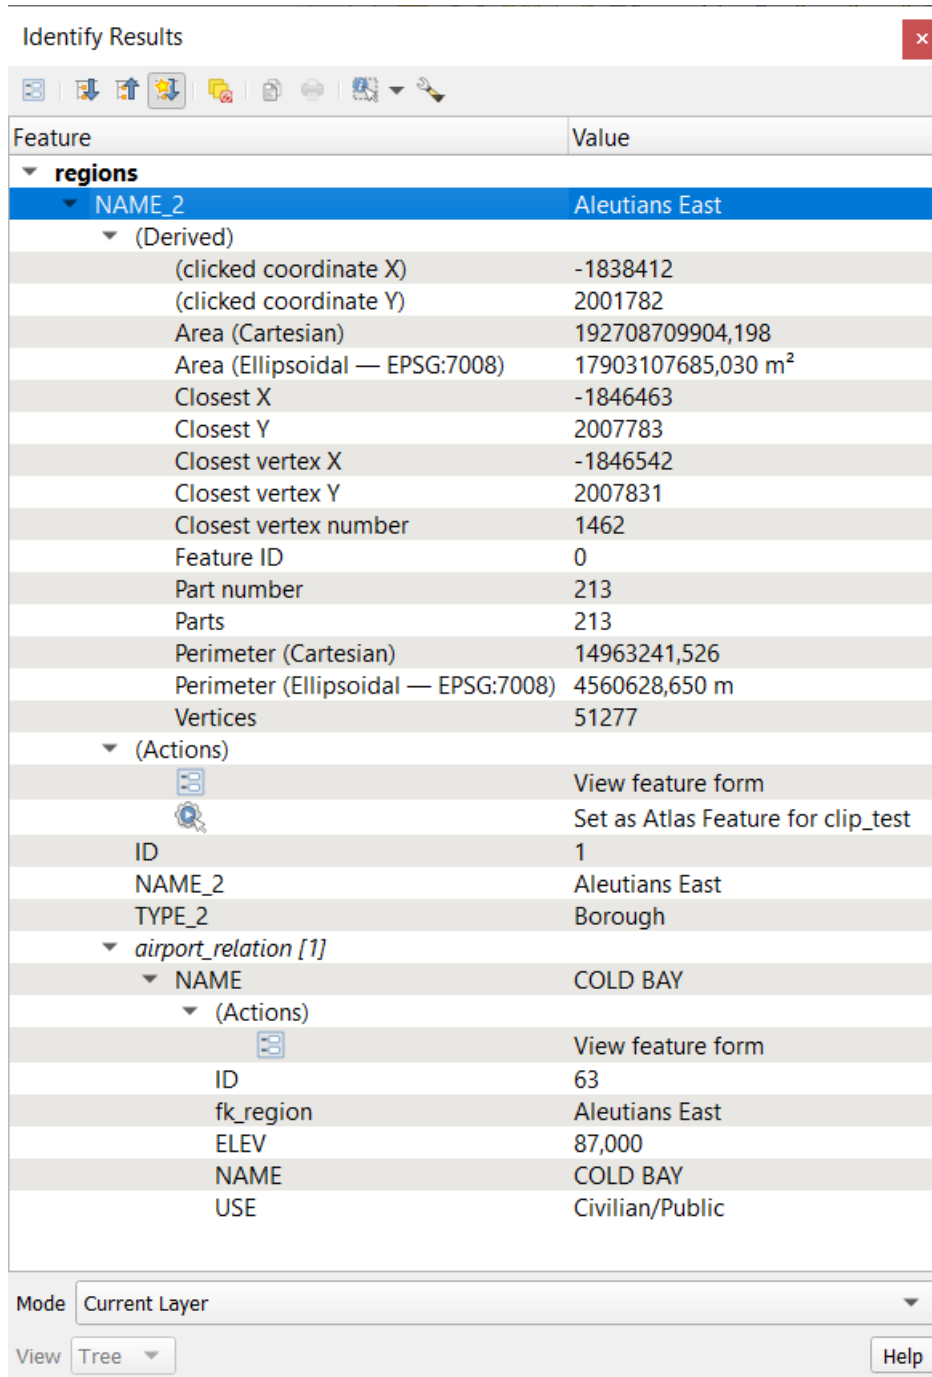 Identify Results
Feature Value
regions
NAME_2 Aleutians East
(Derived)
(clicked coordinate X) -1838412
(clicked coordinate Y) 2001782
Area (Cartesian) 192708709904,198
Area (Ellipsoidal — EPSG:7008) 17903107685,030 m²
Closest X -1846463
Closest Y 2007783
Closest vertex X -1846542
Closest vertex Y 2007831
Closest vertex number 1462
Feature ID 0
Part number 213
Parts 213
Perimeter (Cartesian) 14963241,526
Perimeter (Ellipsoidal — EPSG:7008) 4560628,650 m
Vertices 51277
(Actions)
View feature form
Set as Atlas Feature for clip_test
ID 1
NAME_2 Aleutians East
TYPE_2 Borough
airport_relation [1]
NAME COLD BAY
(Actions)
View feature form
ID 63
fk_region Aleutians East
ELEV 87,000
NAME COLD BAY
USE Civilian/Public
Mode Current Layer
View Tree Help